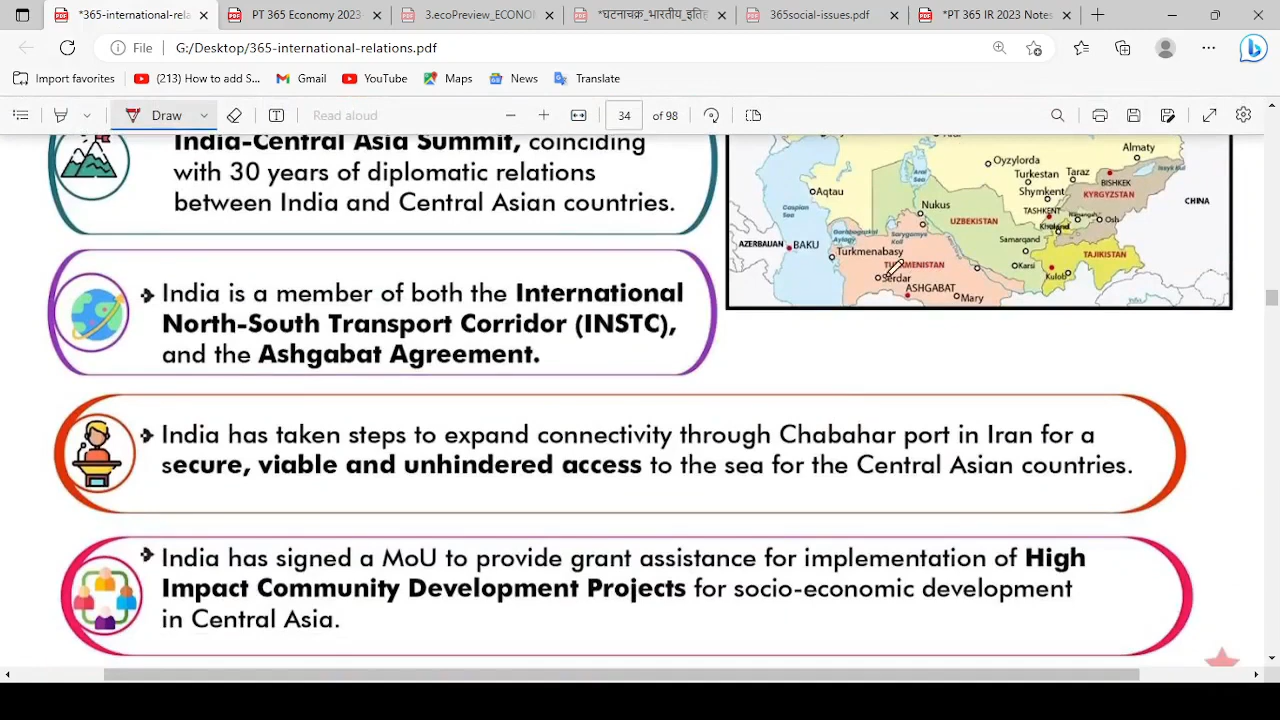 *365-international-rela
PT 365 Economy 2023
3.ecoPreview_ECONO
*घटनाचक्र_भारतीय_इतिह
365social-issues.pdf
*PT 365 IR 2023 Notes
File G:/Desktop/365-international-relations.pdf
Import favorites
(213) How to add S...
Gmail
YouTube
Maps
News
Translate
Draw
Read aloud
34 of 98
India-Central Asia Summit, coinciding
with 30 years of diplomatic relations
between India and Central Asian countries.
Almaty
Oyzylorda
Turkestan
Taraz
BISHKEK
Aral
Sea
Aqtau
Shymkent
KYRGYZSTAN
CHINA
Caspian
Sea
Nukus
TASHKENT
UZBEKISTAN
Osh
AZERBAIJAN
BAKU
Turkmenabasy
Samarqand
TAJIKISTAN
TURKMENISTAN
Karsi
Kulob
Serdar
ASHGABAT
Mary
India is a member of both the International
North-South Transport Corridor (INSTC),
and the Ashgabat Agreement.
India has taken steps to expand connectivity through Chabahar port in Iran for a
secure, viable and unhindered access to the sea for the Central Asian countries.
India has signed a MoU to provide grant assistance for implementation of High
Impact Community Development Projects for socio-economic development
in Central Asia.